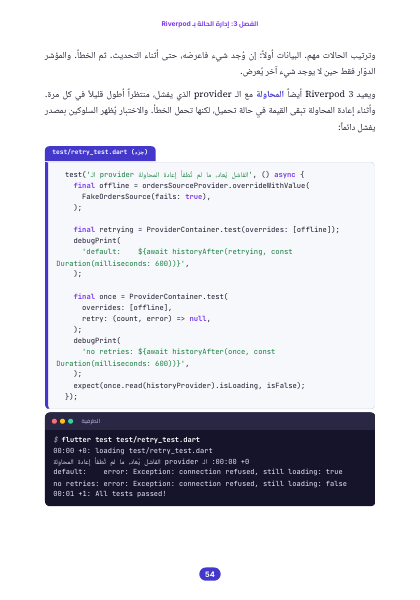 الفصل 3: إدارة الحالة بـ Riverpod
وترتيب الحالات مهم. البيانات أولاً: إن وُجد شيء فاعرضه، حتى أثناء التحديث. ثم الخطأ. والمؤشر
الدوّار فقط حين لا يوجد شيء آخر يُعرض.
ويعيد Riverpod 3 أيضاً المحاولة مع الـ provider الذي يفشل، منتظراً أطول قليلاً في كل مرة.
وأثناء إعادة المحاولة تبقى القيمة في حالة تحميل، لكنها تحمل الخطأ. والاختبار يُظهر السلوكين بمصدر
يفشل دائماً:
test/retry_test.dart (جزء)
test('الـ provider الفاشل يُعاد، ما لم تُطفأ إعادة المحاولة', () async {
final offline = ordersSourceProvider.overrideWithValue(
FakeOrdersSource(fails: true),
);
final retrying = ProviderContainer.test(overrides: [offline]);
debugPrint(
'default:    ${await historyAfter(retrying, const
Duration(milliseconds: 600))}',
);
final once = ProviderContainer.test(
overrides: [offline],
retry: (count, error) => null,
);
debugPrint(
'no retries: ${await historyAfter(once, const
Duration(milliseconds: 600))}',
);
expect(once.read(historyProvider).isLoading, isFalse);
});
الطرفية
$ flutter test test/retry_test.dart
00:00 +0: loading test/retry_test.dart
00:00 +0: الـ provider الفاشل يُعاد، ما لم تُطفأ إعادة المحاولة
default:    error: Exception: connection refused, still loading: true
no retries: error: Exception: connection refused, still loading: false
00:01 +1: All tests passed!
54